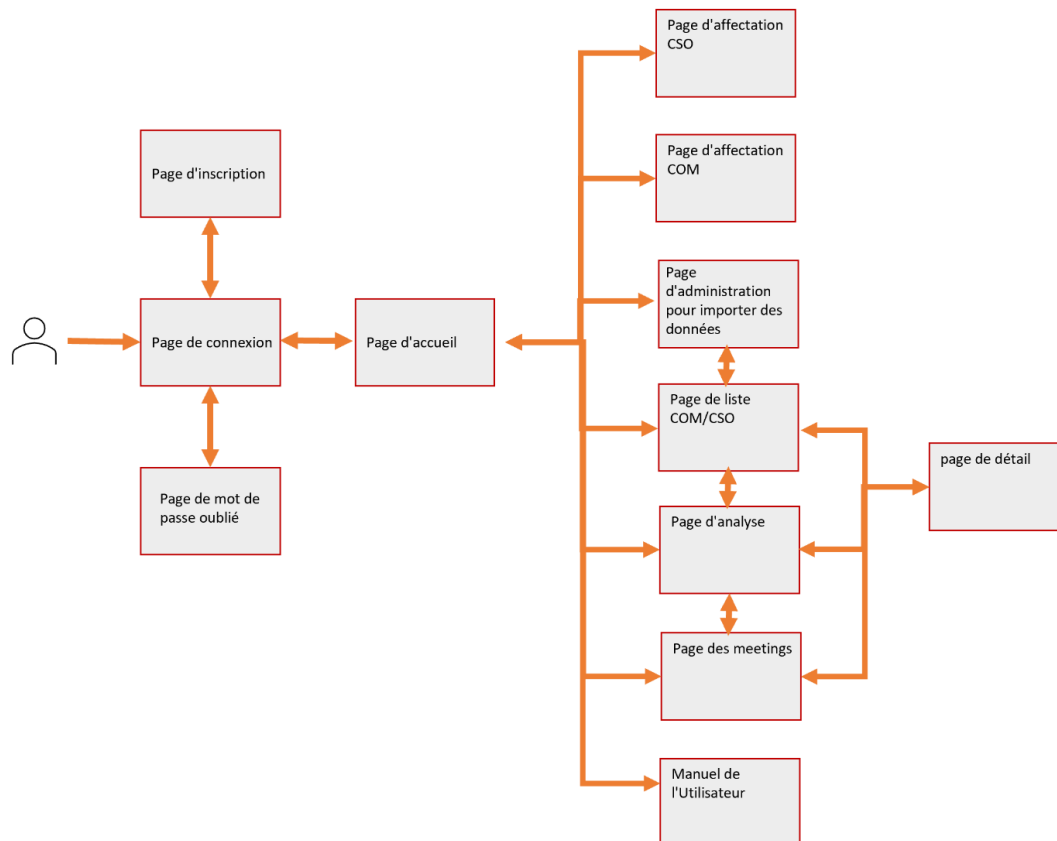 Page d'affectation
CSO
Page d'inscription
Page d'affectation
COM
Page
d'administration
pour importer des
données
Page de connexion
Page d'accueil
Page de liste
COM/CSO
page de détail
Page de mot de
passe oublié
Page d'analyse
Page des meetings
Manuel de
l'Utilisateur